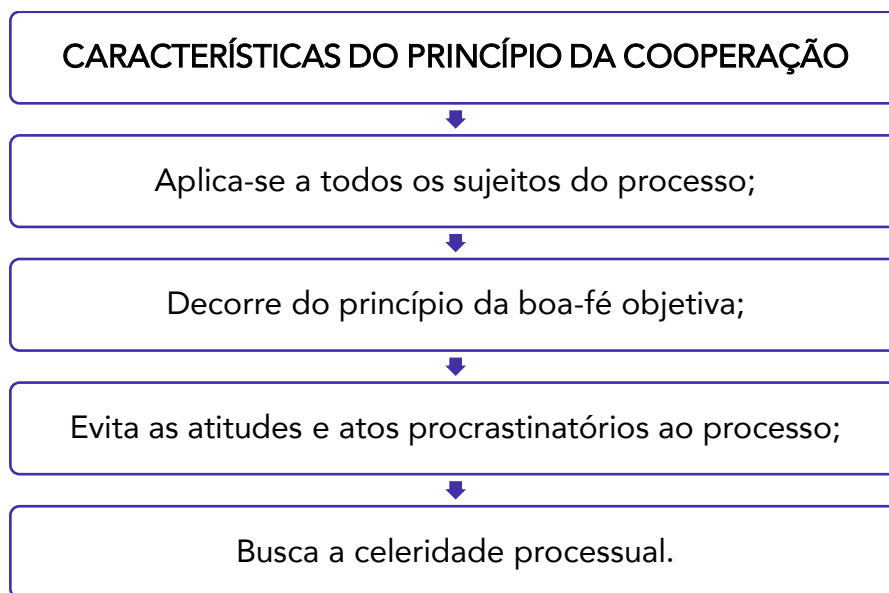 CARACTERÍSTICAS DO PRINCÍPIO DA COOPERAÇÃO
Aplica-se a todos os sujeitos do processo;
Decorre do princípio da boa-fé objetiva;
Evita as atitudes e atos procrastinatórios ao processo;
Busca a celeridade processual.